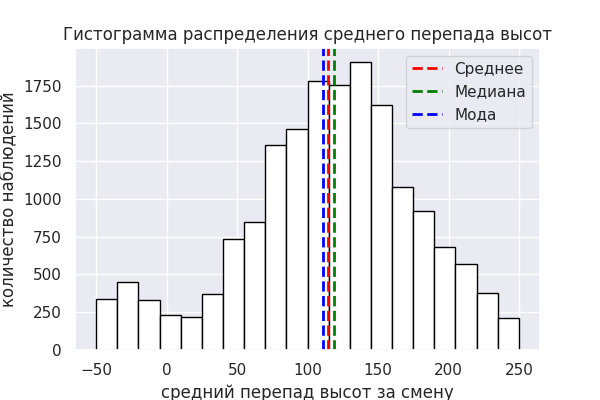 Гистограмма распределения среднего перепада высот
количество наблюдений
1750
1500
1250
1000
750
500
250
0
Среднее
Медиана
Мода
−50
0
50
100
150
200
250
средний перепад высот за смену